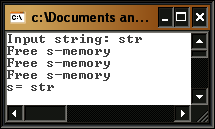 c:\Documents an...
Input string: str
Free s-memory
Free s-memory
Free s-memory
s= str